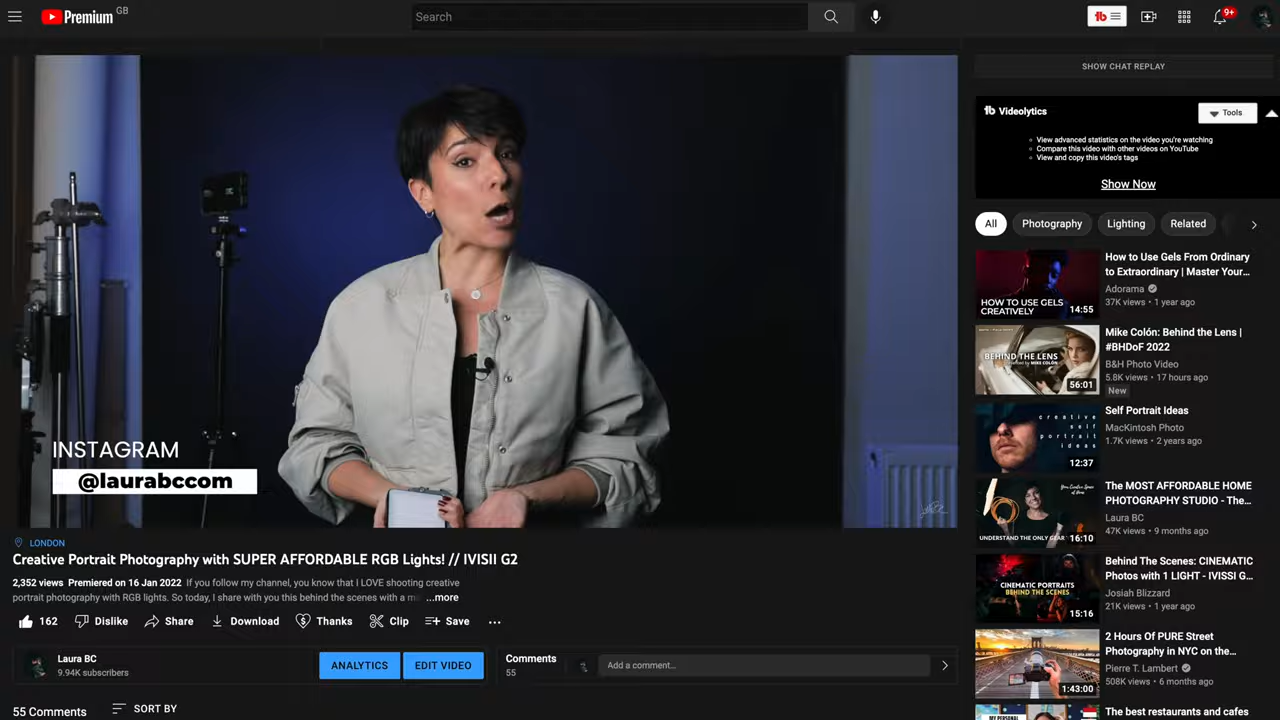 Premium
GB
Search
9+
SHOW CHAT REPLAY
Videolytics
Tools
View advanced statistics on the video you're watching
Compare this video with other videos on YouTube
View and copy this video's tags
Show Now
All
Photography
Lighting
Related
INSTAGRAM
@laurabccom
LONDON
Creative Portrait Photography with SUPER AFFORDABLE RGB Lights! // IVISII G2
2,352 views Premiered on 16 Jan 2022 If you follow my channel, you know that I LOVE shooting creative
portrait photography with RGB lights. So today, I share with you this behind the scenes with a m
...more
162
Dislike
Share
Download
Thanks
Clip
Save
Laura BC
9.94K subscribers
ANALYTICS
EDIT VIDEO
Comments
55
Add a comment...
55 Comments
SORT BY
HOW TO USE GELS
CREATIVELY
14:55
How to Use Gels From Ordinary
to Extraordinary | Master Your...
Adorama
37K views • 1 year ago
BEHIND THE LENS
MIKE COLÓN
56:01
Mike Colón: Behind the Lens |
#BHDoF 2022
B&H Photo Video
5.8K views • 17 hours ago
New
creative
self
portrait
ideas
12:37
Self Portrait Ideas
MacKintosh Photo
1.7K views • 2 years ago
UNDERSTAND THE ONLY GEAR
16:10
The MOST AFFORDABLE HOME
PHOTOGRAPHY STUDIO - The...
Laura BC
47K views • 9 months ago
CINEMATIC PORTRAITS
BEHIND THE SCENES
15:16
Behind The Scenes: CINEMATIC
Photos with 1 LIGHT - IVISSI G...
Josiah Blizzard
21K views • 1 year ago
1:43:00
2 Hours Of PURE Street
Photography in NYC on the...
Pierre T. Lambert
508K views • 6 months ago
MY PERSONAL
The best restaurants and cafes